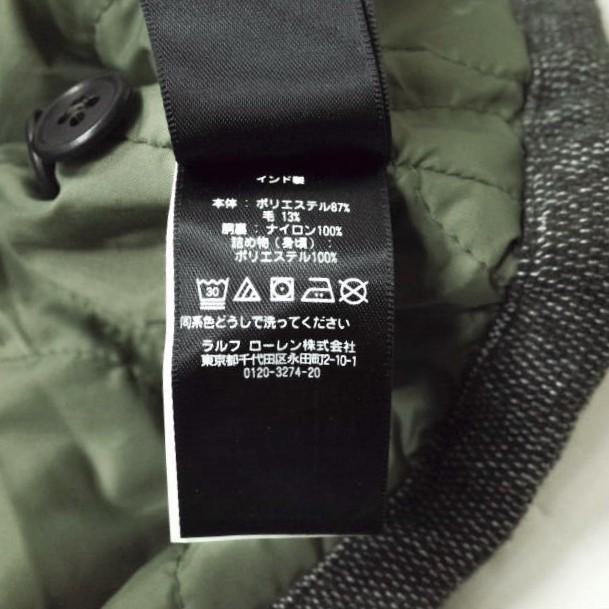 インド製
本体 : ポリエステル87%
毛 13%
胴裏 : ナイロン100%
詰め物（身頃） :
ポリエステル100%
30
同系色どうしで洗ってください
ラルフ ローレン株式会社
東京都千代田区永田町2-10-1
0120-3274-20